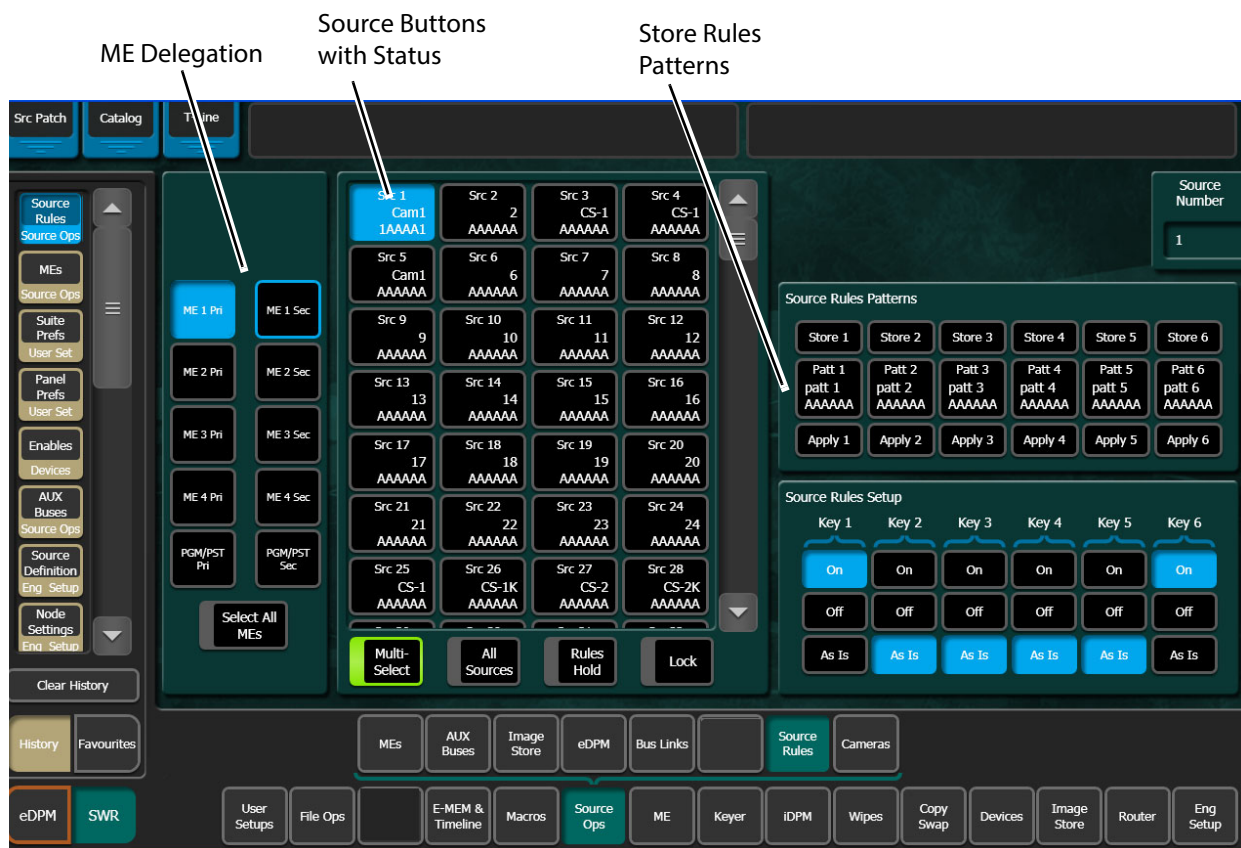 ME Delegation
Source Buttons
with Status
Store Rules
Patterns
Src Patch
Catalog
Source
Rules
Source Ops
MEs
Source Ops
Suite
Prefs
User Set
Panel
Prefs
User Set
Enables
Devices
AUX
Buses
Source Ops
Source
Definition
Eng Setup
Node
Settings
Eng Setup
Clear History
History
Favourites
eDPM
SWR
ME 1 Pri
ME 1 Sec
ME 2 Pri
ME 2 Sec
ME 3 Pri
ME 3 Sec
ME 4 Pri
ME 4 Sec
PGM/PST
Pri
PGM/PST
Sec
Select All
MEs
Src 1
Cam1
1AAAA1
Src 2
2
AAAAAA
Src 3
CS-1
AAAAAA
Src 4
CS-1
AAAAAA
Src 5
Cam1
AAAAAA
Src 6
6
AAAAAA
Src 7
7
AAAAAA
Src 8
8
AAAAAA
Src 9
9
AAAAAA
Src 10
10
AAAAAA
Src 11
11
AAAAAA
Src 12
12
AAAAAA
Src 13
13
AAAAAA
Src 14
14
AAAAAA
Src 15
15
AAAAAA
Src 16
16
AAAAAA
Src 17
17
AAAAAA
Src 18
18
AAAAAA
Src 19
19
AAAAAA
Src 20
20
AAAAAA
Src 21
21
AAAAAA
Src 22
22
AAAAAA
Src 23
23
AAAAAA
Src 24
24
AAAAAA
Src 25
CS-1
AAAAAA
Src 26
CS-1K
AAAAAA
Src 27
CS-2
AAAAAA
Src 28
CS-2K
AAAAAA
Multi-
Select
All
Sources
Rules
Hold
Lock
Source
Number
1
Source Rules Patterns
Store 1
Store 2
Store 3
Store 4
Store 5
Store 6
Patt 1
patt 1
AAAAAA
Patt 2
patt 2
AAAAAA
Patt 3
patt 3
AAAAAA
Patt 4
patt 4
AAAAAA
Patt 5
patt 5
AAAAAA
Patt 6
patt 6
AAAAAA
Apply 1
Apply 2
Apply 3
Apply 4
Apply 5
Apply 6
Source Rules Setup
Key 1
Key 2
Key 3
Key 4
Key 5
Key 6
On
On
On
On
On
On
Off
Off
Off
Off
Off
Off
As Is
As Is
As Is
As Is
As Is
As Is
MEs
AUX
Buses
Image
Store
eDPM
Bus Links
Source
Rules
Cameras
User
Setups
File Ops
E-MEM &
Timeline
Macros
Source
Ops
ME
Keyer
iDPM
Wipes
Copy
Swap
Devices
Image
Store
Router
Eng
Setup